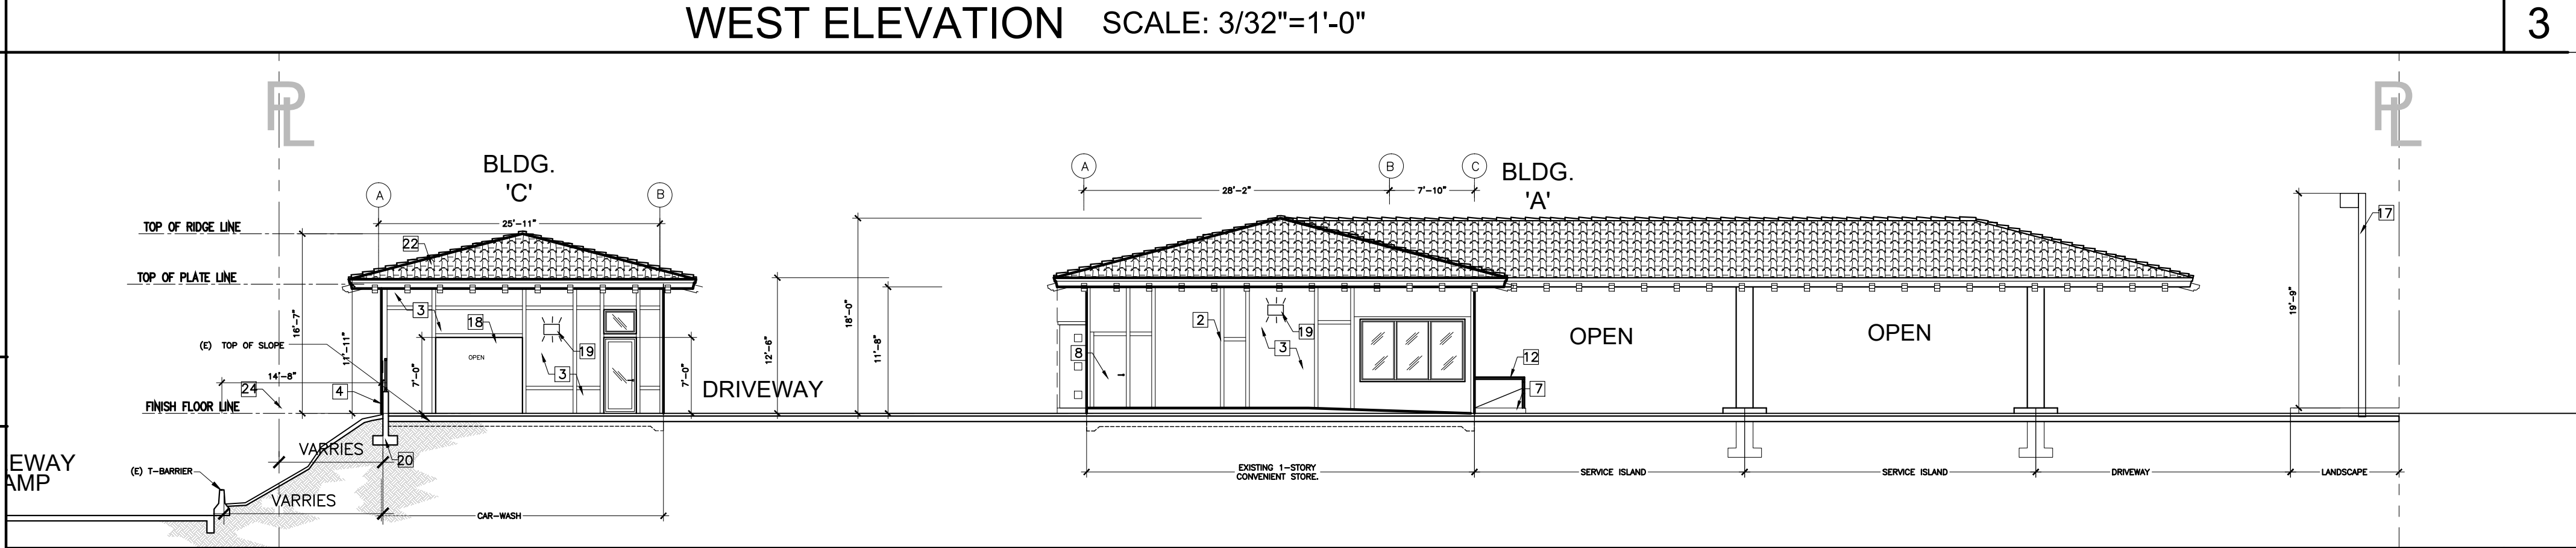 WEST ELEVATION SCALE: 3/32"=1'-0"
3
PL
PL
BLDG.
'C'
BLDG.
'A'
A
B
A
B
C
25'-11"
28'-2"
7'-10"
TOP OF RIDGE LINE
TOP OF PLATE LINE
(E) TOP OF SLOPE
FINISH FLOOR LINE
16'-7"
11'-11"
14'-8"
24
4
22
3
18
7'-0"
OPEN
19
3
7'-0"
DRIVEWAY
12'-6"
18'-0"
11'-8"
8
2
19
3
12
7
OPEN
OPEN
19'-9"
17
EWAY
AMP
VARRIES
20
(E) T-BARRIER
VARRIES
CAR-WASH
EXISTING 1-STORY
CONVENIENT STORE.
SERVICE ISLAND
SERVICE ISLAND
DRIVEWAY
LANDSCAPE